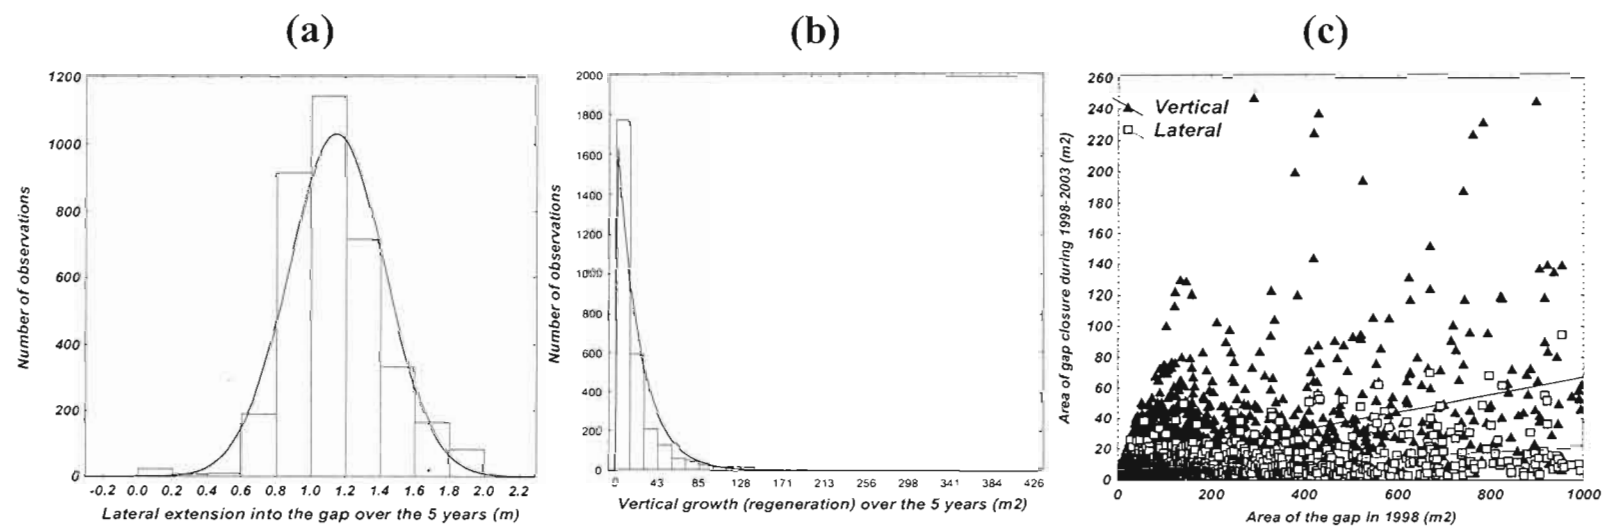 (a)
Number of observations
1200
1000
800
600
400
200
0
-0.2 0.0 0.2 0.4 0.6 0.8 1.0 1.2 1.4 1.6 1.8 2.0 2.2
Lateral extension into the gap over the 5 years (m)
(b)
Number of observations
2000
1800
1600
1400
1200
1000
800
600
400
200
0
0 43 85 128 171 213 256 298 341 384 426
Vertical growth (regeneration) over the 5 years (m2)
(c)
Area of gap closure during 1998-2003 (m2)
260
240
220
200
180
160
140
120
100
80
60
40
20
0
Vertical
Lateral
0 200 400 600 800 1000
Area of the gap in 1998 (m2)